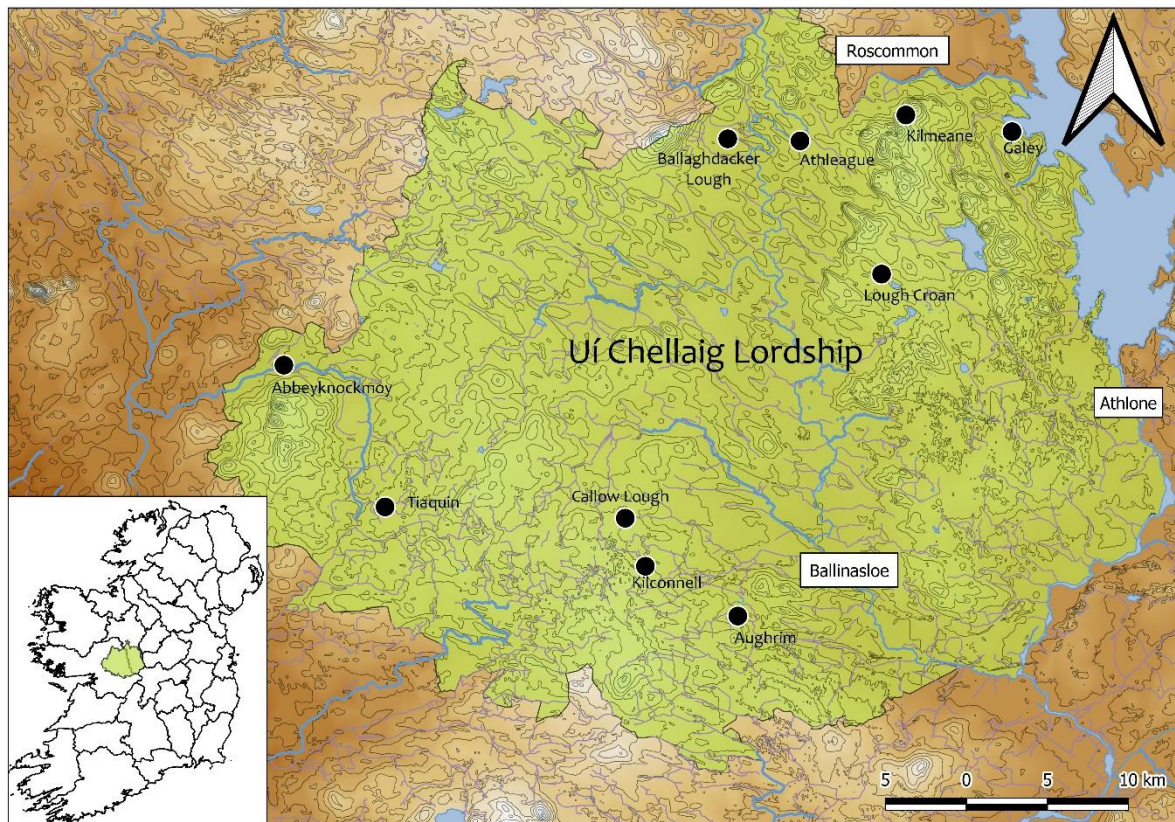 Roscommon
Kilmeane
Galey
Ballaghdacker
Lough
Athleague
Lough Croan
Uí Chellaig Lordship
Abbeyknockmoy
Athlone
Tiaquin
Callow Lough
Kilconnell
Ballinasloe
Aughrim
5 0 5 10 km